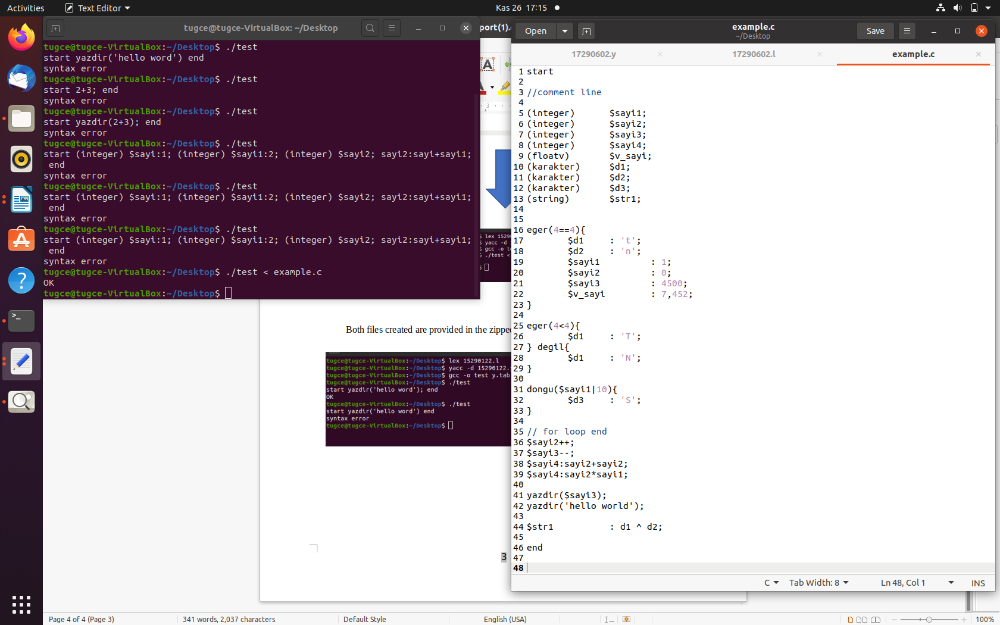 Activities
Text Editor
Kas 26 17:15
tugce@tugce-VirtualBox: ~/Desktop
tugce@tugce-VirtualBox:~/Desktop$ ./test
start yazdir('hello word') end
syntax error
tugce@tugce-VirtualBox:~/Desktop$ ./test
start 2+3; end
syntax error
tugce@tugce-VirtualBox:~/Desktop$ ./test
start yazdir(2+3); end
syntax error
tugce@tugce-VirtualBox:~/Desktop$ ./test
start (integer) $sayi:1; (integer) $sayi1:2; (integer) $sayi2; sayi2:sayi+sayi1;
end
syntax error
tugce@tugce-VirtualBox:~/Desktop$ ./test
start (integer) $sayi:1; (integer) $sayi1:2; (integer) $sayi2; sayi2:sayi+sayi1;
end
syntax error
tugce@tugce-VirtualBox:~/Desktop$ ./test
start (integer) $sayi:1; (integer) $sayi1:2; (integer) $sayi2; sayi2:sayi+sayi1;
end
syntax error
tugce@tugce-VirtualBox:~/Desktop$ ./test < example.c
OK
tugce@tugce-VirtualBox:~/Desktop$
port(1).
$ lex 1529
$ yacc -d
$ gcc -o t
$ ./test <
$
Both files created are provided in the zipped
tugce@tugce-VirtualBox:~/Desktop$ lex 15290122.l
tugce@tugce-VirtualBox:~/Desktop$ yacc -d 15290122.
tugce@tugce-VirtualBox:~/Desktop$ gcc -o test y.tab
tugce@tugce-VirtualBox:~/Desktop$ ./test
start yazdir('hello word'); end
OK
tugce@tugce-VirtualBox:~/Desktop$ ./test
start yazdir('hello word') end
syntax error
tugce@tugce-VirtualBox:~/Desktop$
3
Open
example.c
~/Desktop
Save
17290602.y
17290602.l
example.c
1 start
2
3 //comment line
4
5 (integer) $sayi1;
6 (integer) $sayi2;
7 (integer) $sayi3;
8 (integer) $sayi4;
9 (floatv) $v_sayi;
10 (karakter) $d1;
11 (karakter) $d2;
12 (karakter) $d3;
13 (string) $str1;
14
15
16 eger(4==4){
17 $d1 : 't';
18 $d2 : 'n';
19 $sayi1 : 1;
20 $sayi2 : 0;
21 $sayi3 : 4500;
22 $v_sayi : 7,452;
23 }
24
25 eger(4<4){
26 $d1 : 'T';
27 } degil{
28 $d1 : 'N';
29 }
30
31 dongu($sayi1|10){
32 $d3 : 'S';
33 }
34
35 // for loop end
36 $sayi2++;
37 $sayi3--;
38 $sayi4:sayi2+sayi2;
39 $sayi4:sayi2*sayi1;
40
41 yazdir($sayi3);
42 yazdir('hello world');
43
44 $str1 : d1 ^ d2;
45
46 end
47
48
C
Tab Width: 8
Ln 48, Col 1
INS
Page 4 of 4 (Page 3)
341 words, 2,037 characters
Default Style
English (USA)
100%